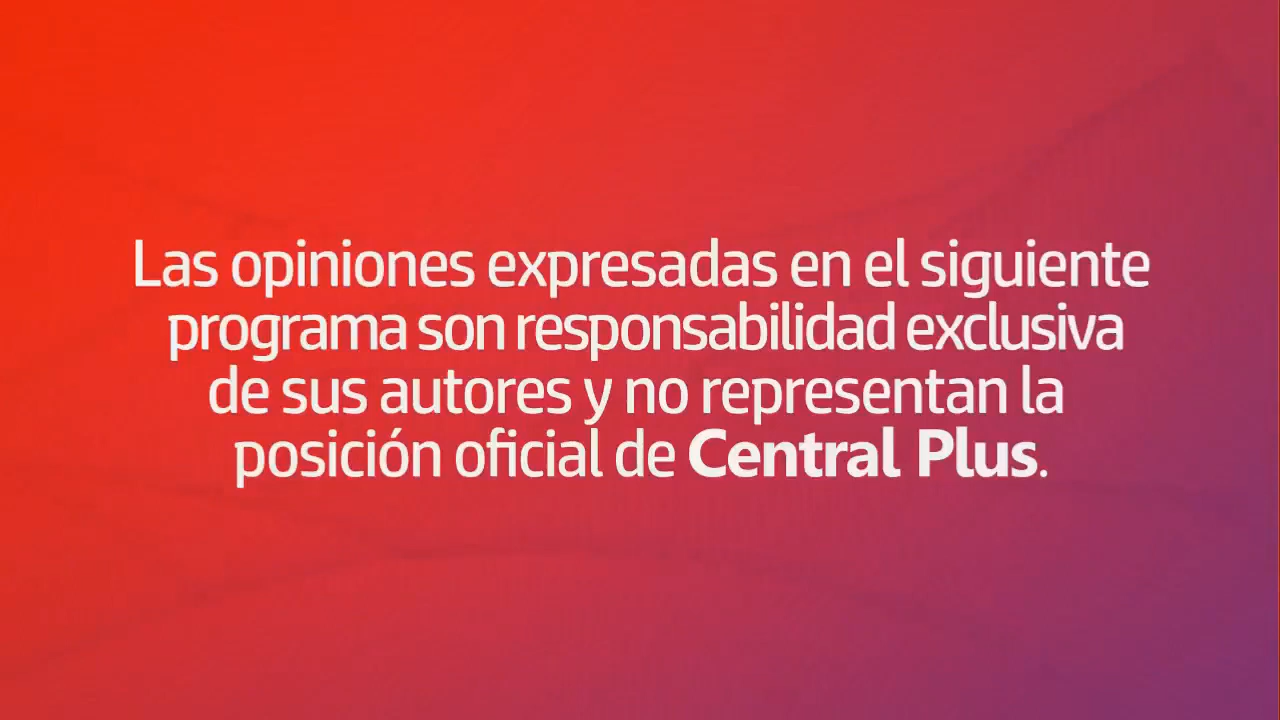 Las opiniones expresadas en el siguiente
programa son responsabilidad exclusiva
de sus autores y no representan la
posición oficial de Central Plus.